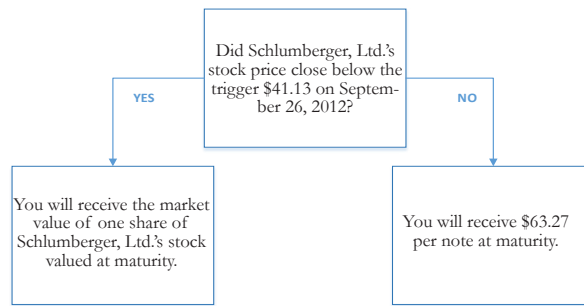 Did Schlumberger, Ltd.'s
stock price close below the
trigger $41.13 on Septem-
ber 26, 2012?
YES
NO
You will receive the market
value of one share of
Schlumberger, Ltd.'s stock
valued at maturity.
You will receive $63.27
per note at maturity.